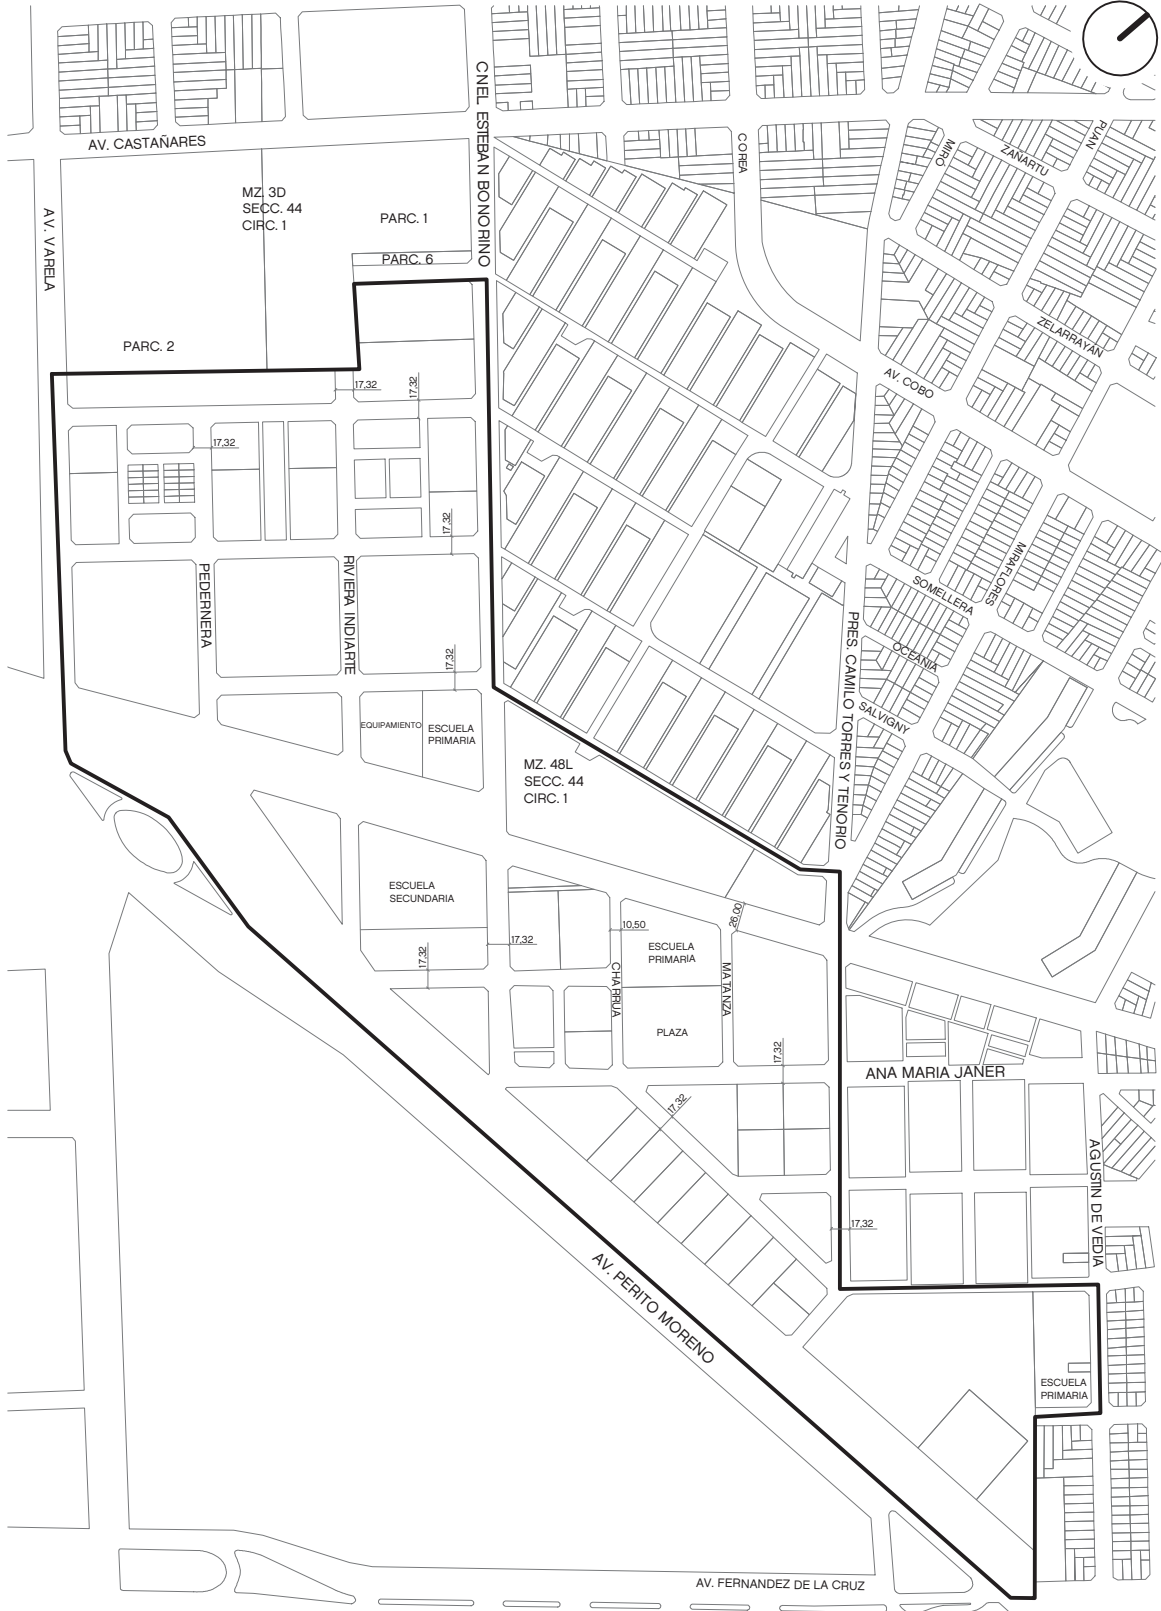 CNEL ESTEBAN BONORINO
AV. CASTAÑARES
COREA
MIRÓ
ZAÑARTU
PUAN
MZ. 3D
SECC. 44
CIRC. 1
PARC. 1
AV. VARELA
PARC. 6
PARC. 2
ZELARRAYAN
AV. COBO
17,32
17,32
17,32
17,32
PEDERNERA
RIVIERA INDIARTE
MIRAFLORES
SOMELLERA
OCEANIA
17,32
PRES. CAMILO TORRES Y TENORIO
SALVIGNY
EQUIPAMIENTO
ESCUELA
PRIMARIA
MZ. 48L
SECC. 44
CIRC. 1
ESCUELA
SECUNDARIA
26,00
10,50
17,32
17,32
ESCUELA
PRIMARIA
CHARRUA
MATANZA
PLAZA
17,32
ANA MARIA JANER
17,32
AGUSTIN DE VEDIA
17,32
AV. PERITO MORENO
ESCUELA
PRIMARIA
AV. FERNANDEZ DE LA CRUZ